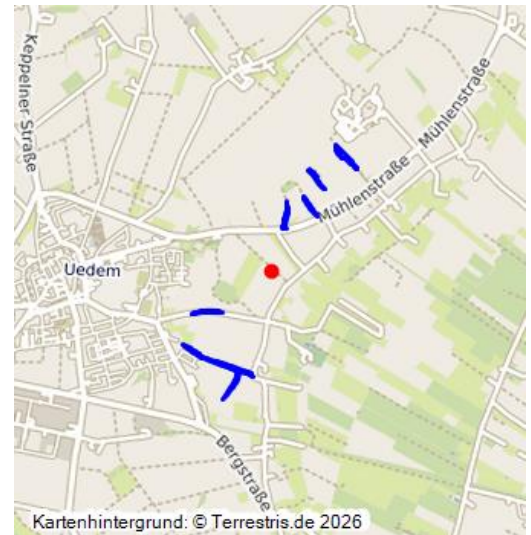 Keppelner Straße
Mühlenstraße
Mühlenstraße
Uedem
Bergstraße
Kartenhintergrund: © Terrestris.de 2026